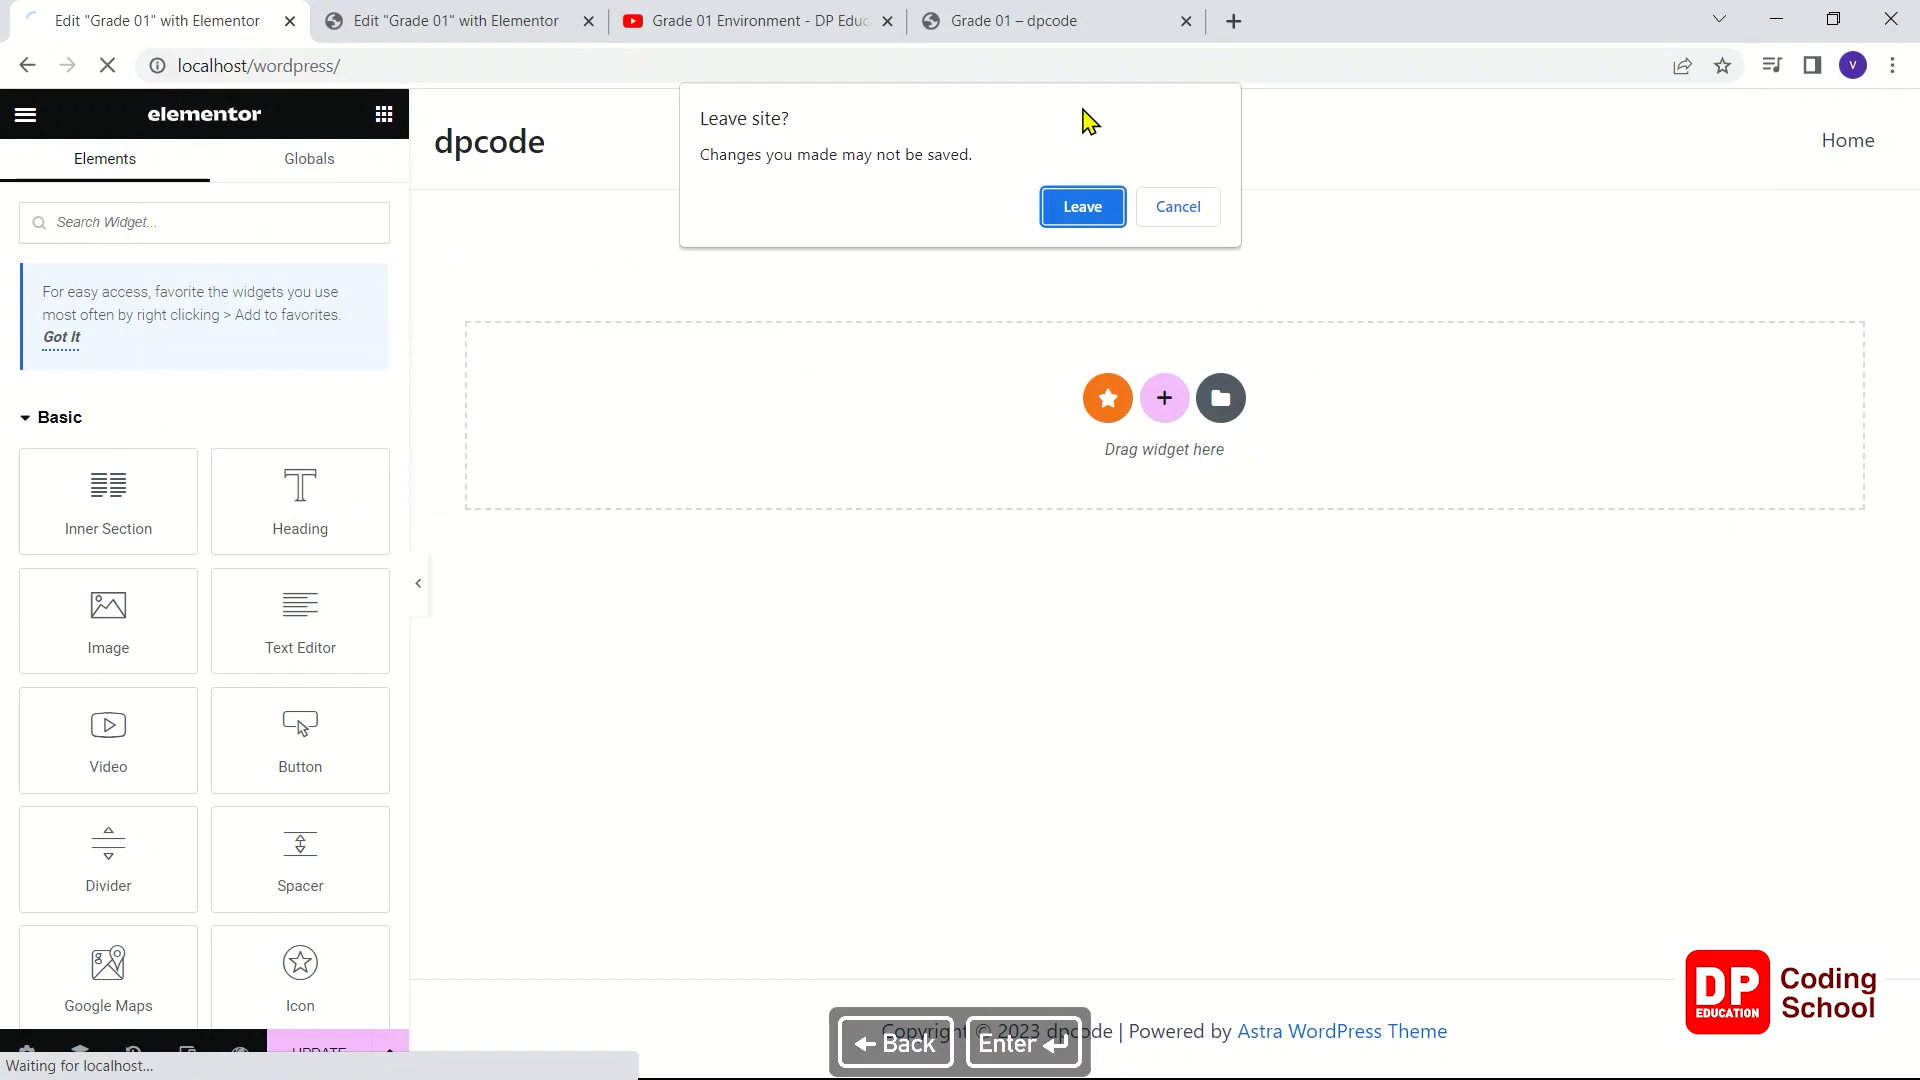 Edit "Grade 01" with Elementor
Edit "Grade 01" with Elementor
Grade 01 Environment - DP Educ
Grade 01 – dpcode
localhost/wordpress/
V
elementor
Elements
Globals
Search Widget...
For easy access, favorite the widgets you use
most often by right clicking > Add to favorites.
Got It
Basic
Inner Section
Heading
Image
Text Editor
Video
Button
Divider
Spacer
Google Maps
Icon
UPDATE
Waiting for localhost...
dpcode
Home
Leave site?
Changes you made may not be saved.
Leave
Cancel
Drag widget here
Copyright © 2023 dpcode | Powered by Astra WordPress Theme
← Back
Enter ↵
DP
EDUCATION
Coding
School